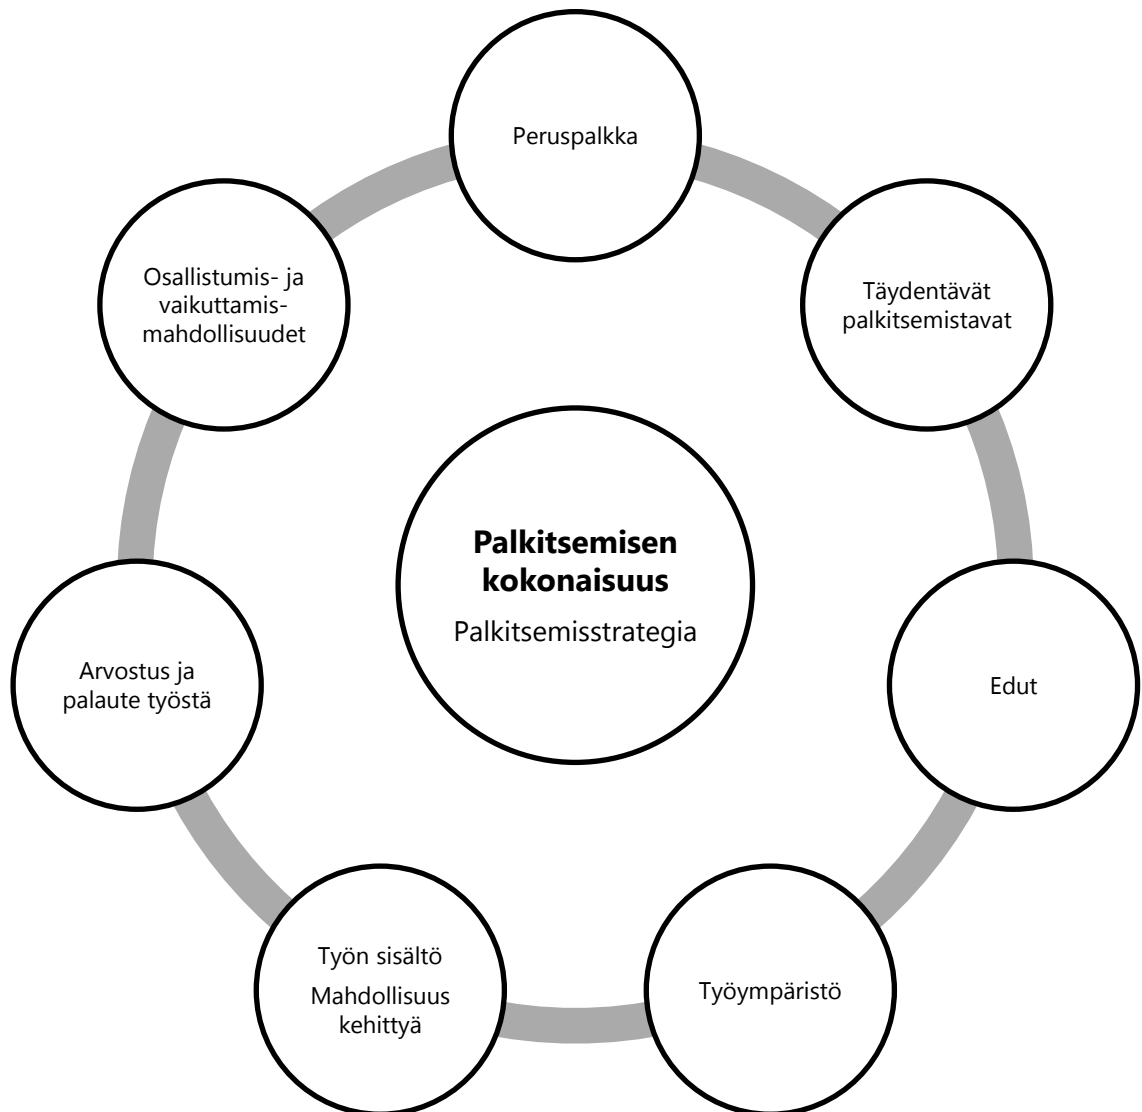 Peruspalkka
Täydentävät
palkitsemistavat
Edut
Työympäristö
Työn sisältö
Mahdollisuus
kehittyä
Arvostus ja
palaute työstä
Osallistumis- ja
vaikuttamis-
mahdollisuudet
Palkitsemisen
kokonaisuus
Palkitsemisstrategia